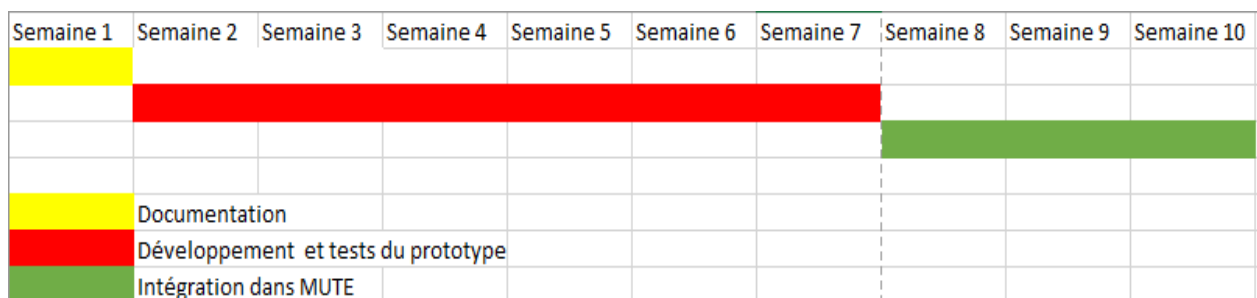 Semaine 1 Semaine 2 Semaine 3 Semaine 4 Semaine 5 Semaine 6 Semaine 7 Semaine 8 Semaine 9 Semaine 10
Documentation
Développement et tests du prototype
Intégration dans MUTE